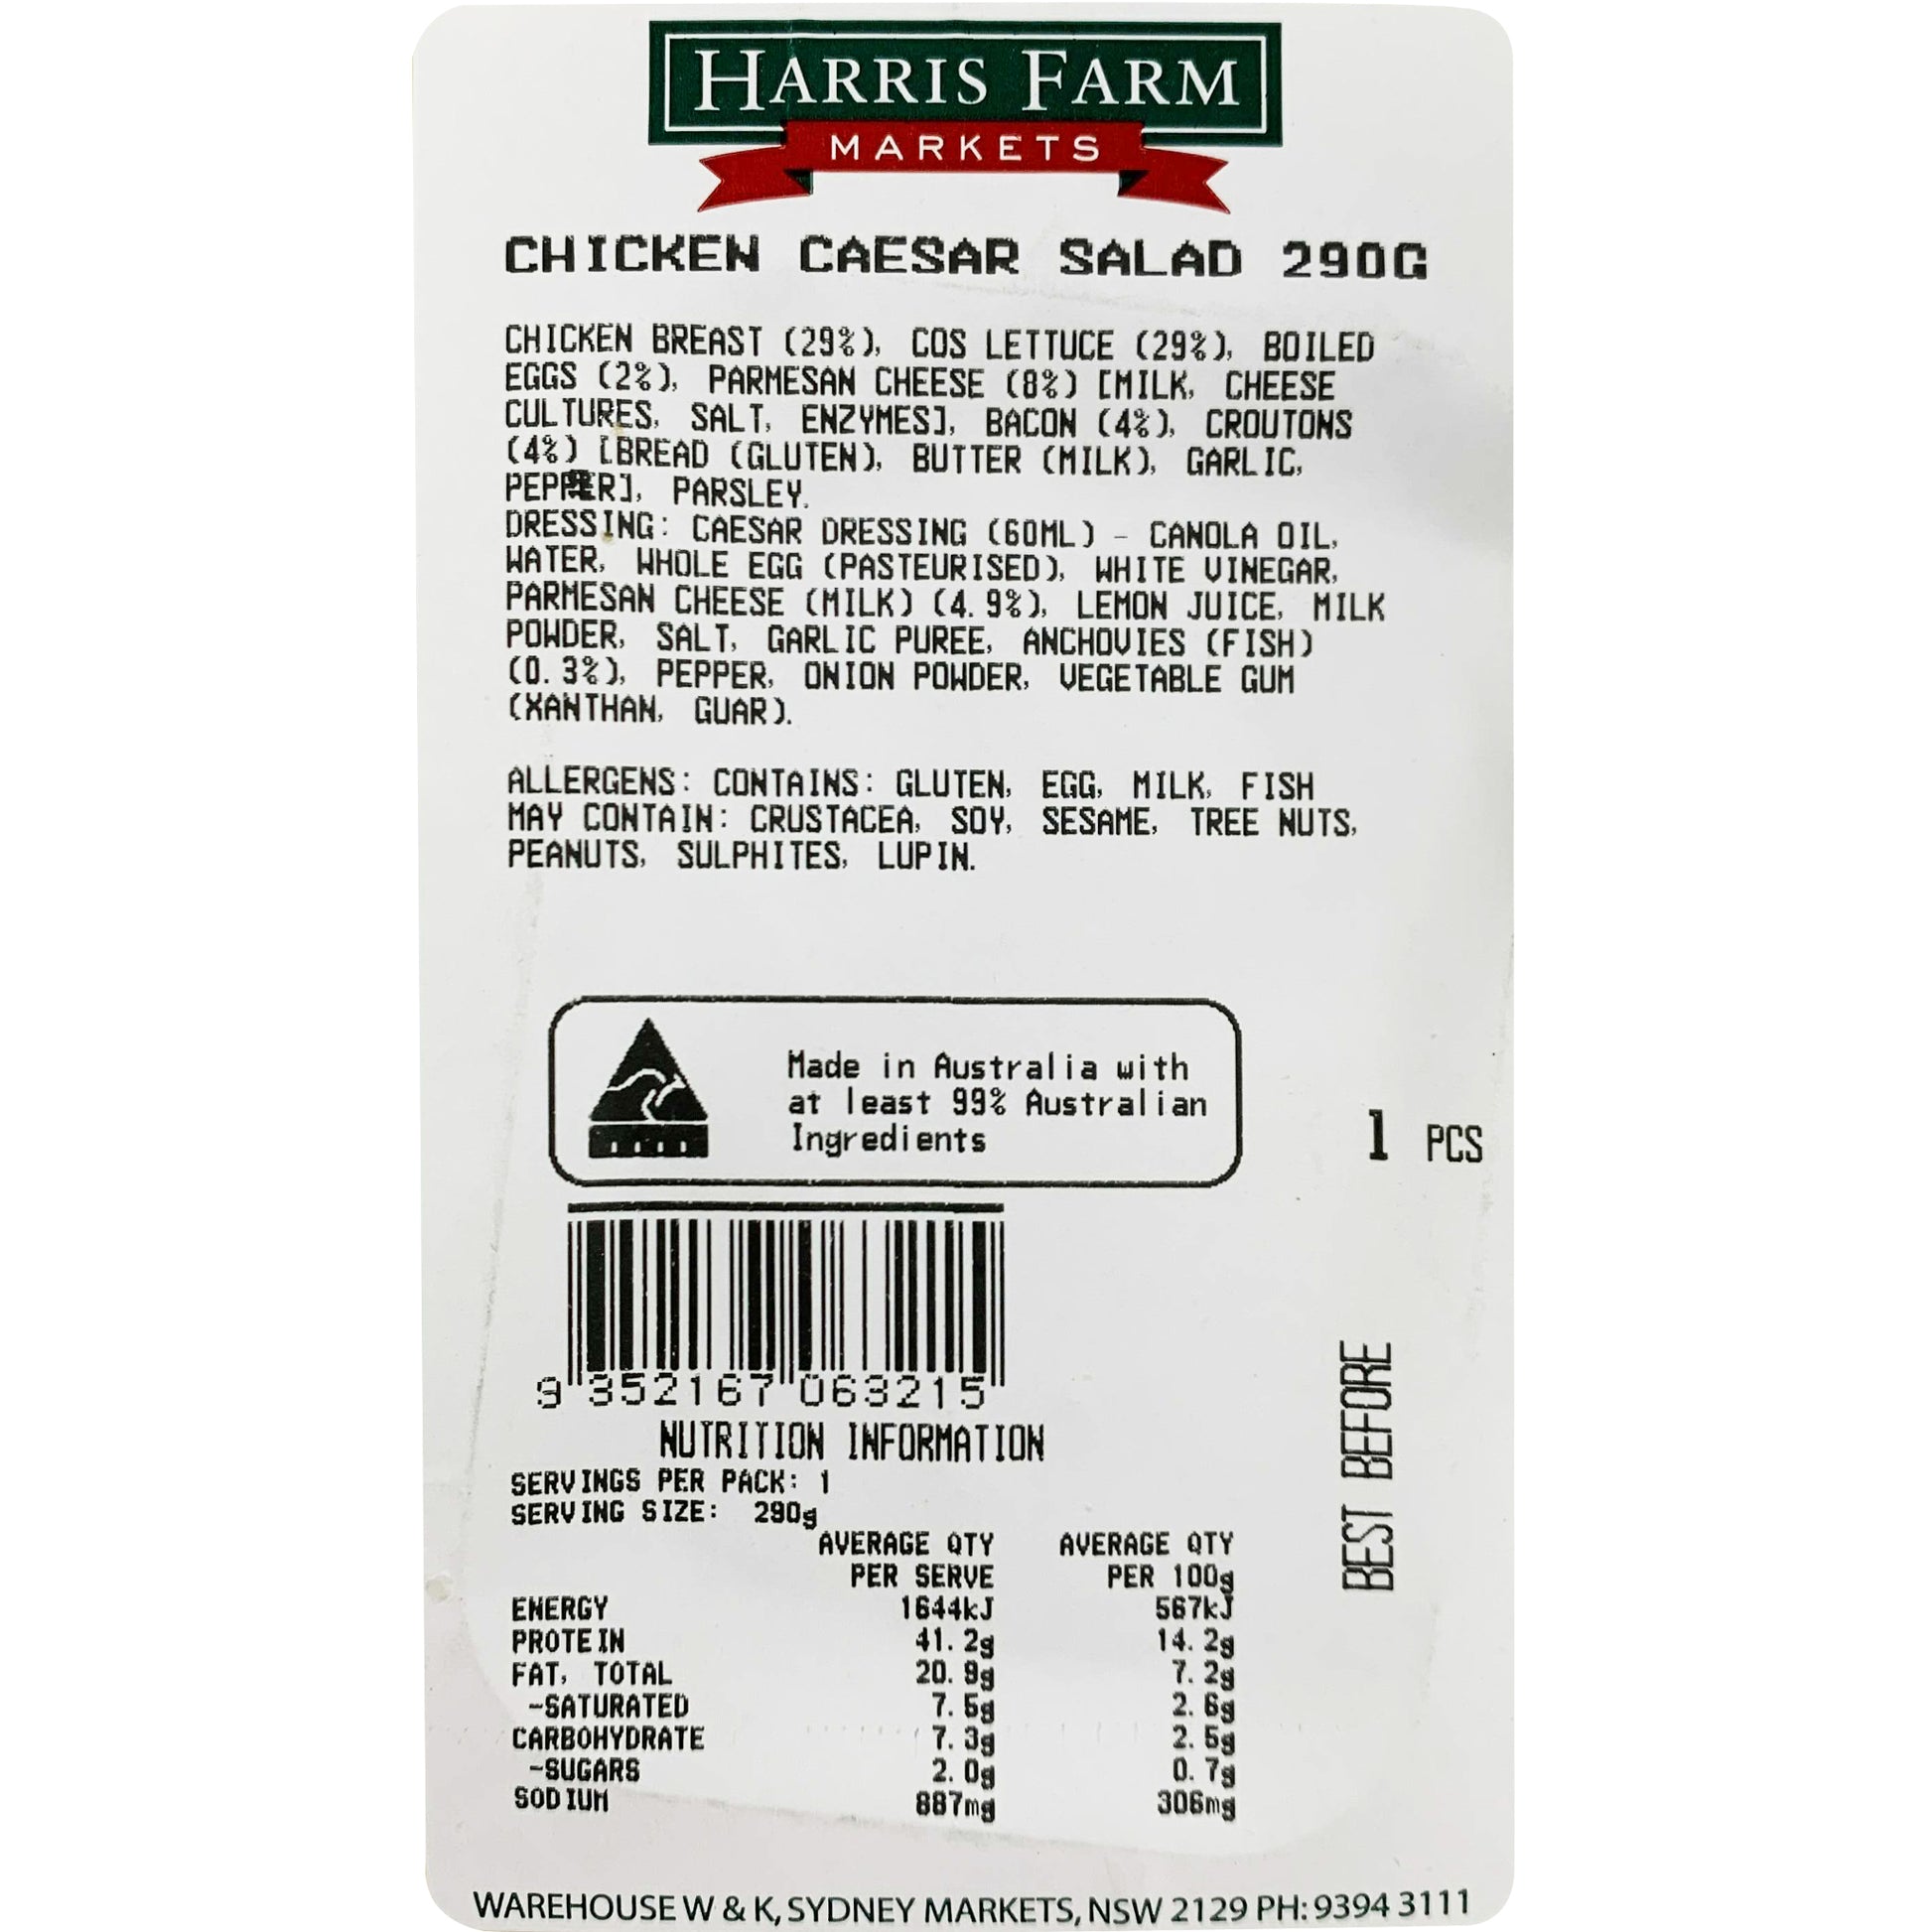 HARRIS FARM
MARKETS
CHICKEN CAESAR SALAD 290G
CHICKEN BREAST (29%), COS LETTUCE (29%), BOILED
EGGS (2%), PARMESAN CHEESE (8%) [MILK, CHEESE
CULTURES, SALT, ENZYMES], BACON (4%), CROUTONS
(4%) [BREAD (GLUTEN), BUTTER (MILK), GARLIC,
PEPPER], PARSLEY.
DRESSING: CAESAR DRESSING (60ML) - CANOLA OIL,
WATER, WHOLE EGG (PASTEURISED), WHITE VINEGAR,
PARMESAN CHEESE (MILK) (4.9%), LEMON JUICE, MILK
POWDER, SALT, GARLIC PUREE, ANCHOVIES (FISH)
(0.3%), PEPPER, ONION POWDER, VEGETABLE GUM
(XANTHAN, GUAR).
ALLERGENS: CONTAINS: GLUTEN, EGG, MILK, FISH
MAY CONTAIN: CRUSTACEA, SOY, SESAME, TREE NUTS,
PEANUTS, SULPHITES, LUPIN.
Made in Australia with
at least 99% Australian
Ingredients
1 PCS
9 352167 063215
BEST BEFORE
NUTRITION INFORMATION
SERVINGS PER PACK: 1
SERVING SIZE: 290g
AVERAGE QTY AVERAGE QTY
PER SERVE PER 100g
ENERGY 1644kJ 567kJ
PROTEIN 41.2g 14.2g
FAT, TOTAL 20.9g 7.2g
-SATURATED 7.5g 2.6g
CARBOHYDRATE 7.3g 2.5g
-SUGARS 2.0g 0.7g
SODIUM 887mg 306mg
WAREHOUSE W & K, SYDNEY MARKETS, NSW 2129 PH: 9394 3111